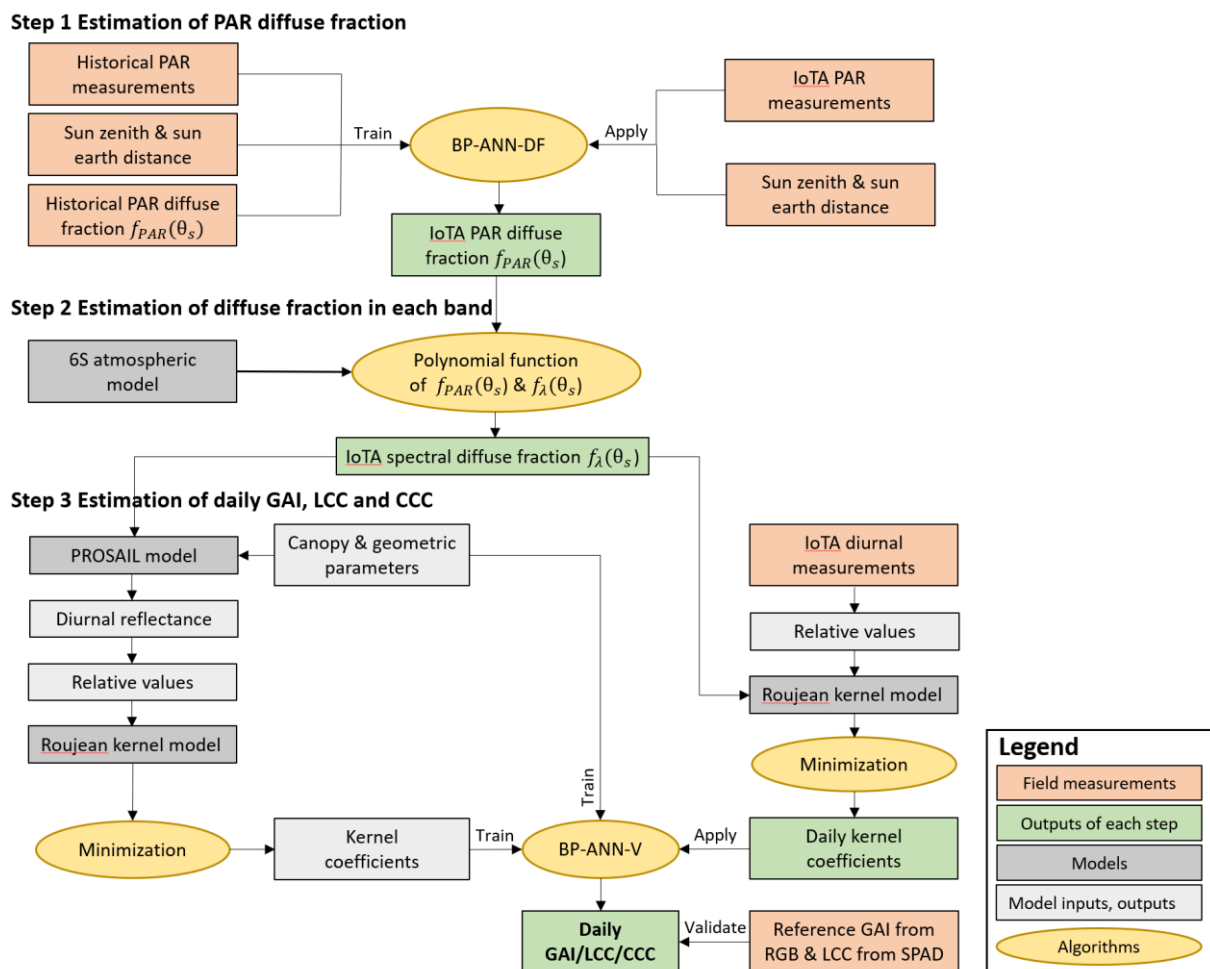 Step 1 Estimation of PAR diffuse fraction
Historical PAR
measurements
Sun zenith & sun
earth distance
Historical PAR diffuse
fraction f_PAR(θ_s)
Train
BP-ANN-DF
Apply
IoTA PAR
measurements
Sun zenith & sun
earth distance
IoTA PAR diffuse
fraction f_PAR(θ_s)
Step 2 Estimation of diffuse fraction in each band
6S atmospheric
model
Polynomial function
of f_PAR(θ_s) & f_λ(θ_s)
IoTA spectral diffuse fraction f_λ(θ_s)
Step 3 Estimation of daily GAI, LCC and CCC
PROSAIL model
Canopy & geometric
parameters
Diurnal reflectance
Relative values
Roujean kernel model
Minimization
Kernel
coefficients
Train
Train
BP-ANN-V
Apply
IoTA diurnal
measurements
Relative values
Roujean kernel model
Minimization
Daily kernel
coefficients
Daily
GAI/LCC/CCC
Validate
Reference GAI from
RGB & LCC from SPAD
Legend
Field measurements
Outputs of each step
Models
Model inputs, outputs
Algorithms